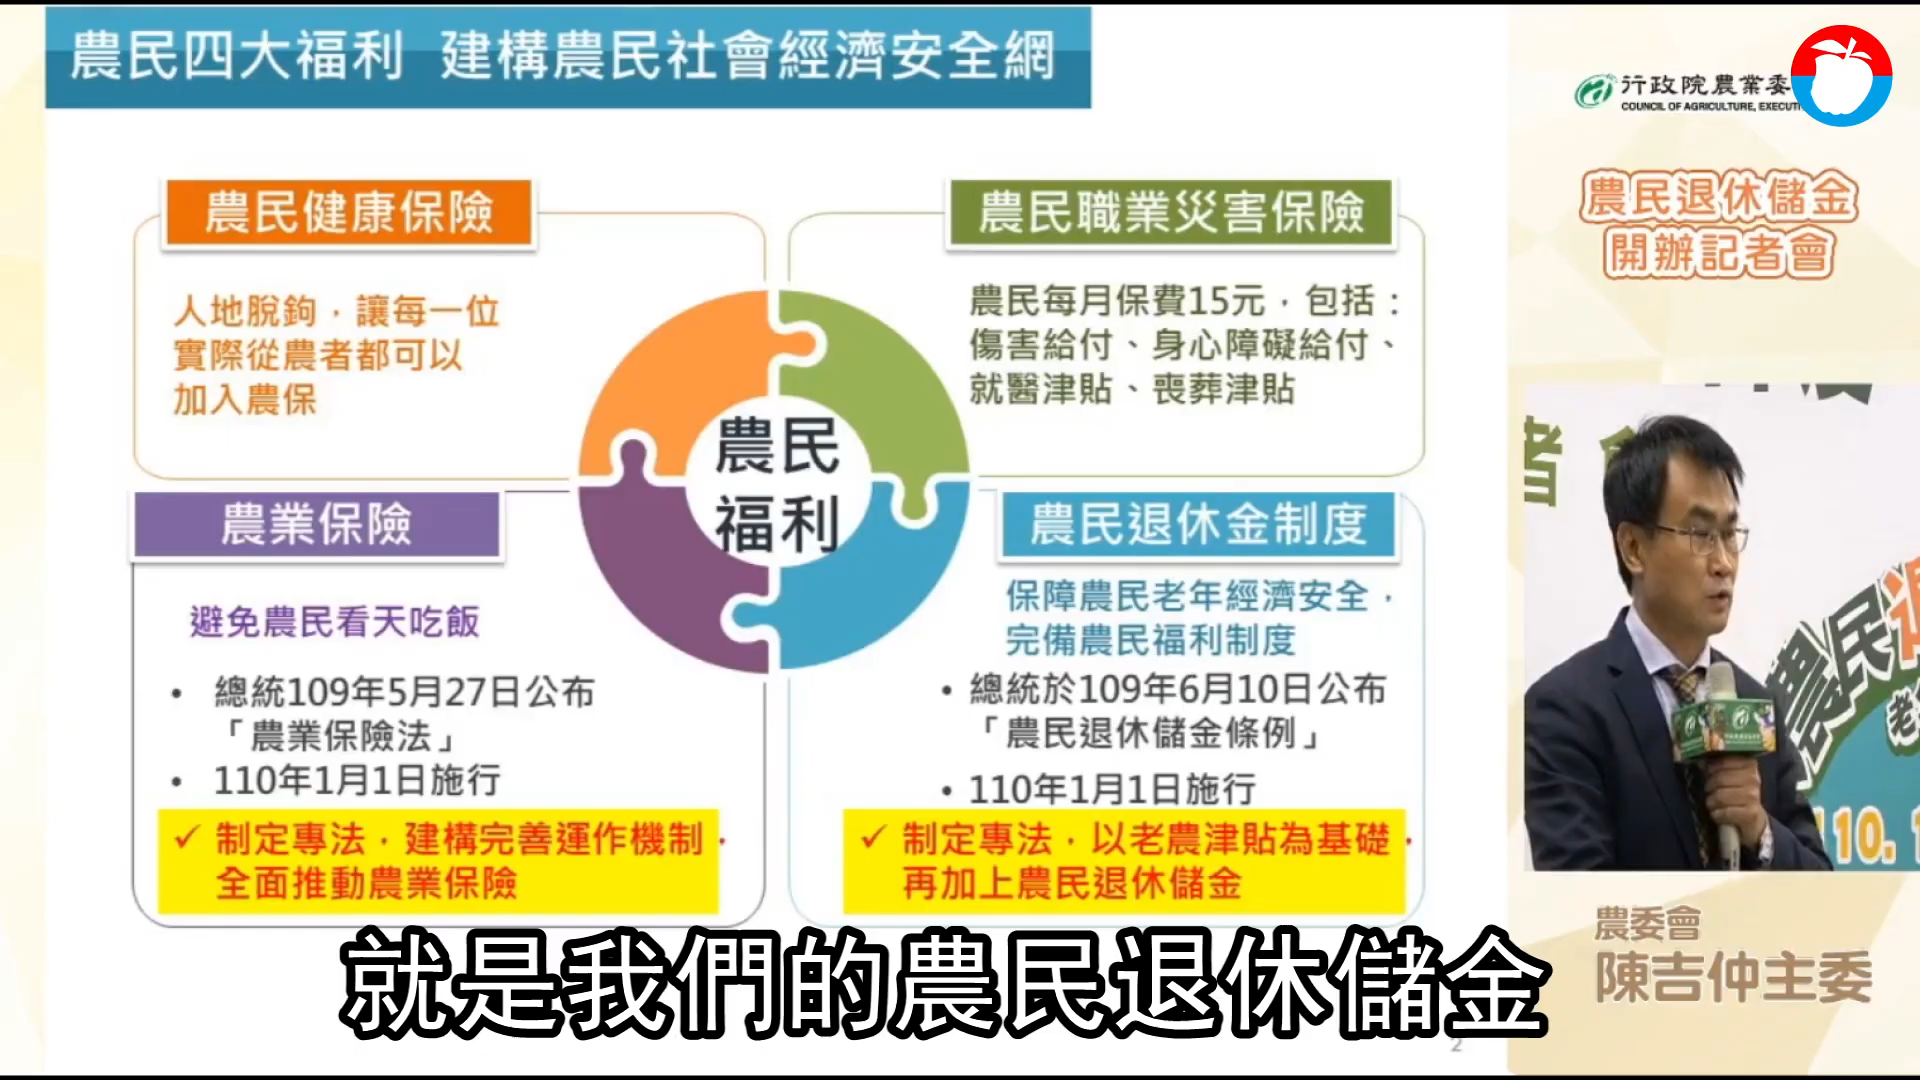 農民四大福利 建構農民社會經濟安全網
行政院農業委
COUNCIL OF AGRICULTURE, EXECUTI
農民退休儲金
開辦記者會
農民健康保險
人地脫鉤，讓每一位
實際從農者都可以
加入農保
農民職業災害保險
農民每月保費15元，包括：
傷害給付、身心障礙給付、
就醫津貼、喪葬津貼
農民
福利
農業保險
避免農民看天吃飯
• 總統109年5月27日公布
「農業保險法」
• 110年1月1日施行
✓ 制定專法，建構完善運作機制，
全面推動農業保險
農民退休金制度
保障農民老年經濟安全，
完備農民福利制度
• 總統於109年6月10日公布
「農民退休儲金條例」
• 110年1月1日施行
✓ 制定專法，以老農津貼為基礎，
再加上農民退休儲金
者
農民退
老
110.1
農委會
陳吉仲主委
就是我們的農民退休儲金
2